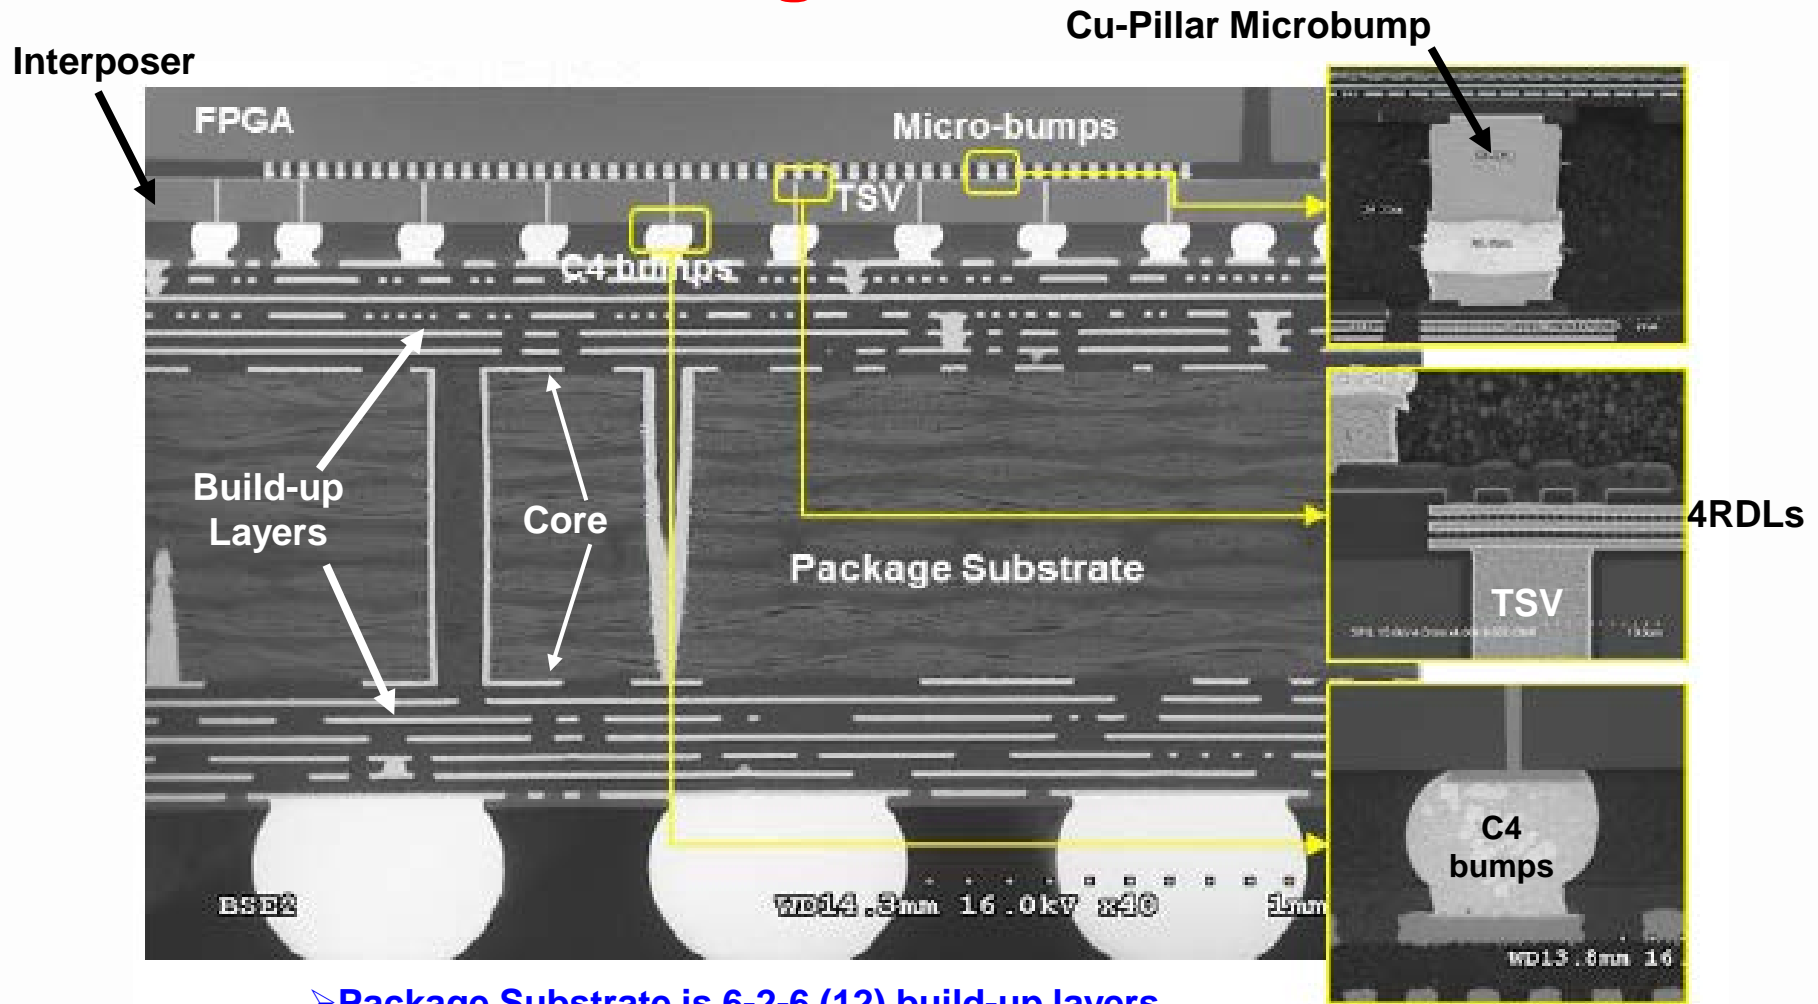 Cu-Pillar Microbump
Interposer
FPGA
Micro-bumps
TSV
C4 bumps
Build-up
Layers
Core
Package Substrate
4RDLs
TSV
C4
bumps
BSE2
WD14.3mm 16.0kV x40 1mm
WD13.8mm 16
➢Package Substrate is 6-2-6 (12) build-up layers